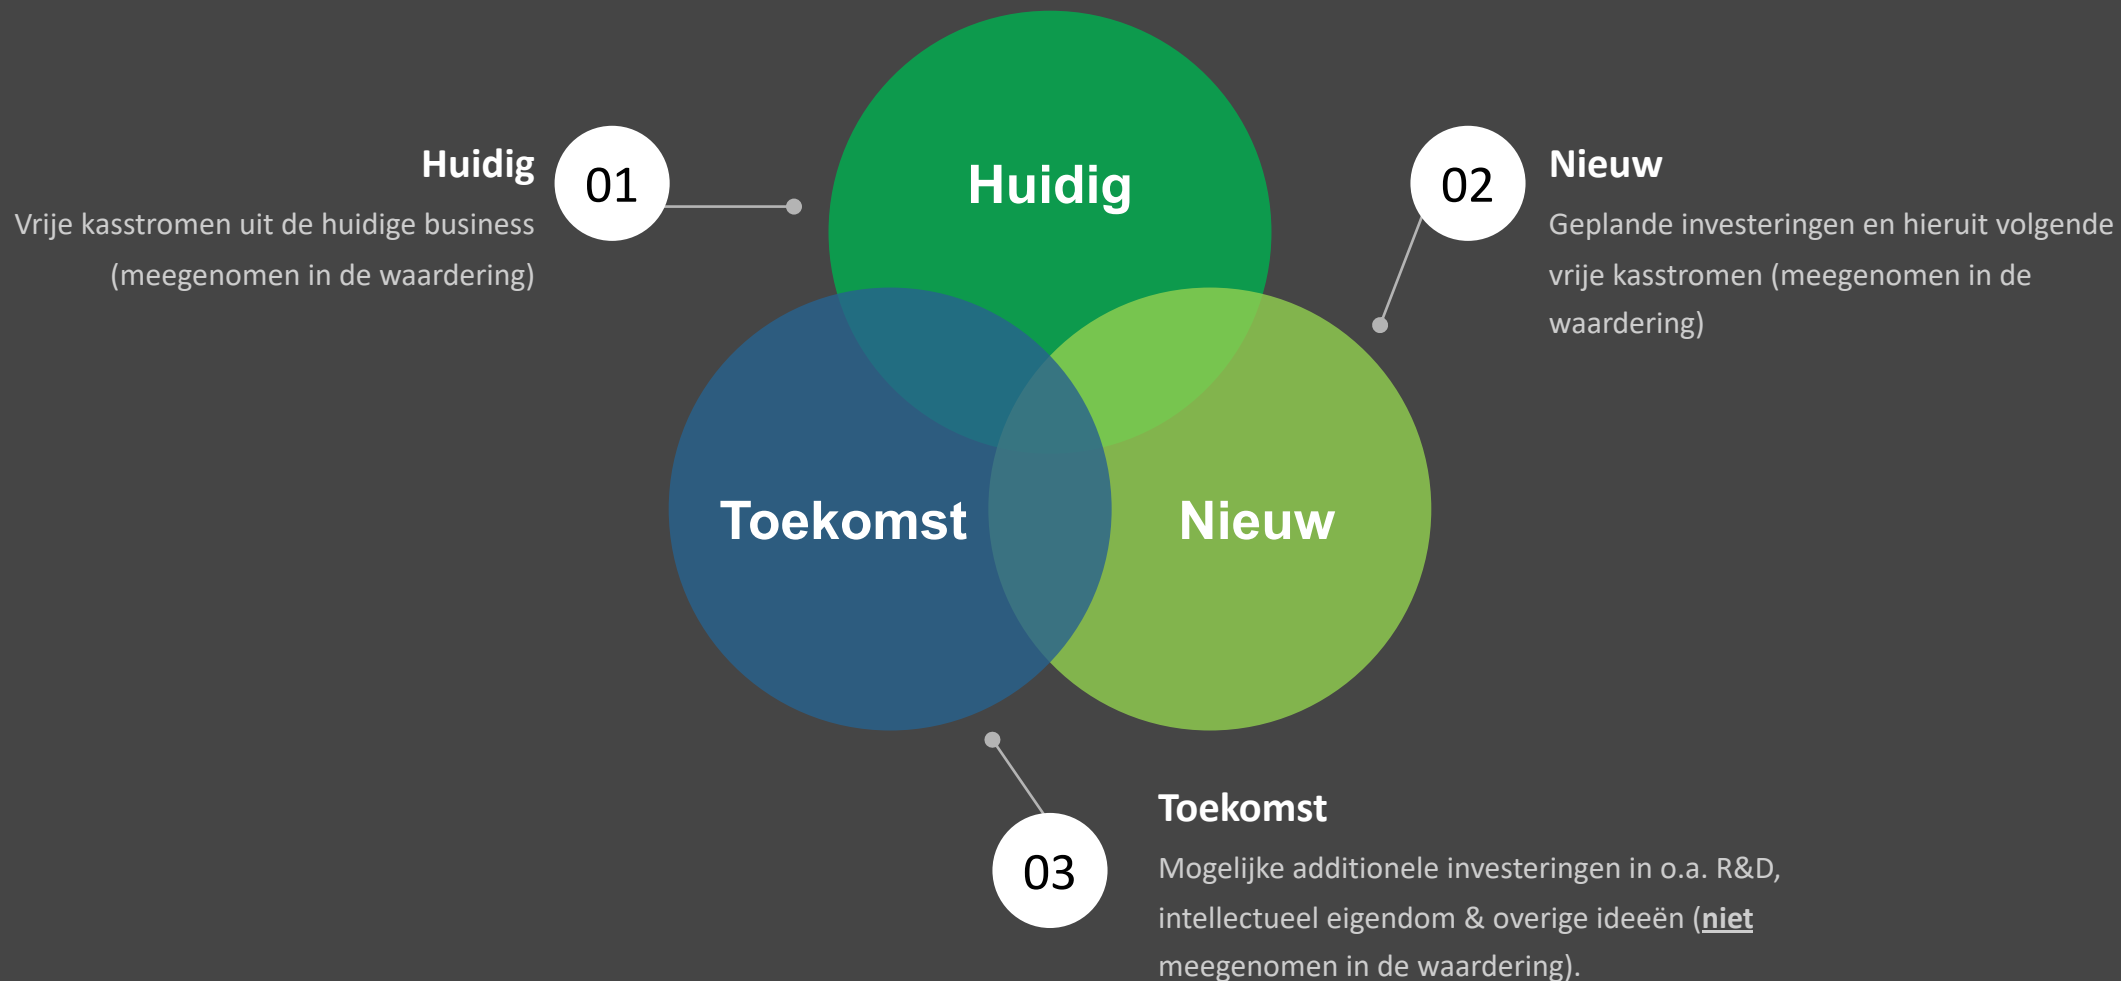 Huidig
01
Vrije kasstromen uit de huidige business
(meegenomen in de waardering)
Huidig
02
Nieuw
Geplande investeringen en hieruit volgende
vrije kasstromen (meegenomen in de
waardering)
Toekomst
Nieuw
03
Toekomst
Mogelijke additionele investeringen in o.a. R&D,
intellectueel eigendom & overige ideeën (niet
meegenomen in de waardering).